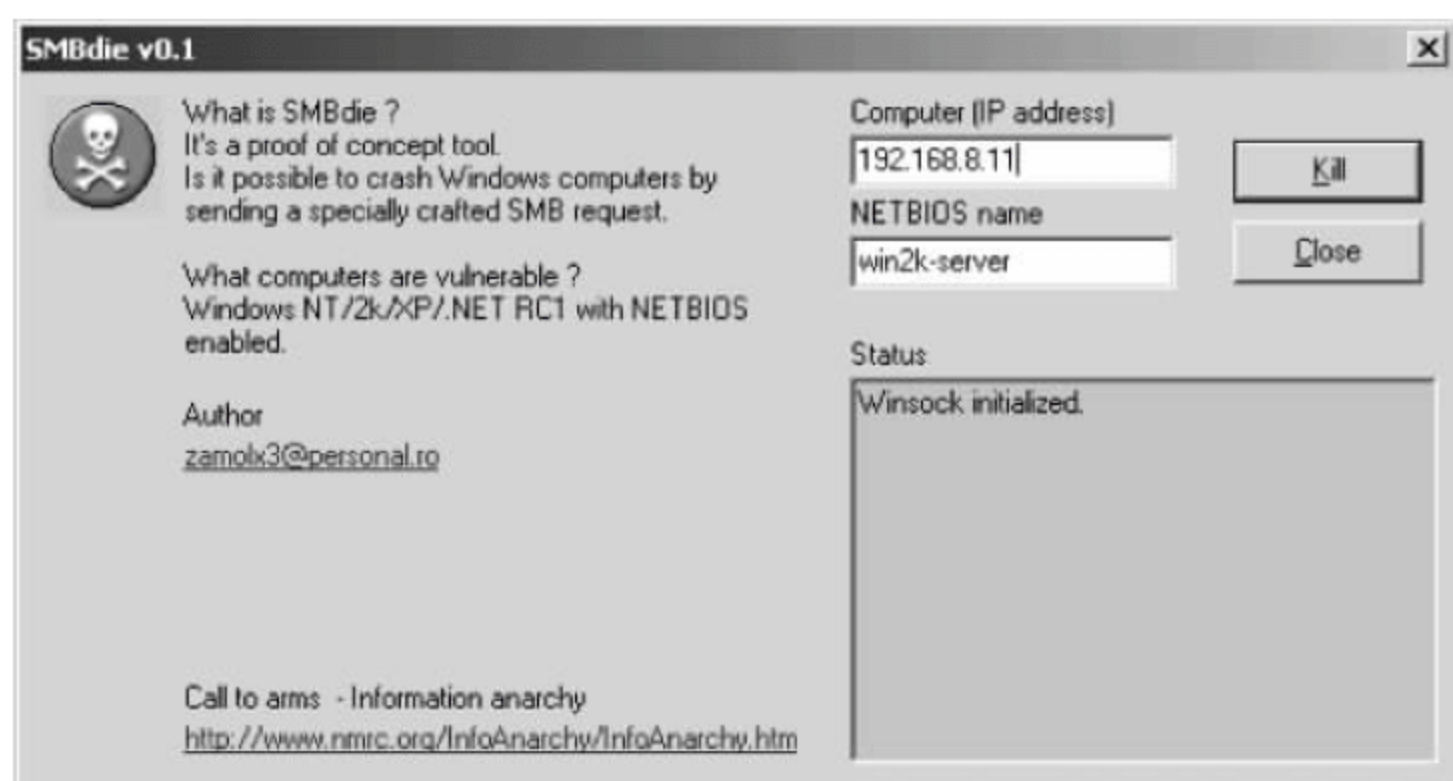 SMBdie v0.1
What is SMBdie ?
It's a proof of concept tool.
Is it possible to crash Windows computers by
sending a specially crafted SMB request.
What computers are vulnerable ?
Windows NT/2k/XP/.NET RC1 with NETBIOS
enabled.
Author
zamolx3@personal.ro
Call to arms - Information anarchy
http://www.nmrc.org/InfoAnarchy/InfoAnarchy.htm
Computer (IP address)
192.168.8.11
Kill
NETBIOS name
win2k-server
Close
Status
Winsock initialized.